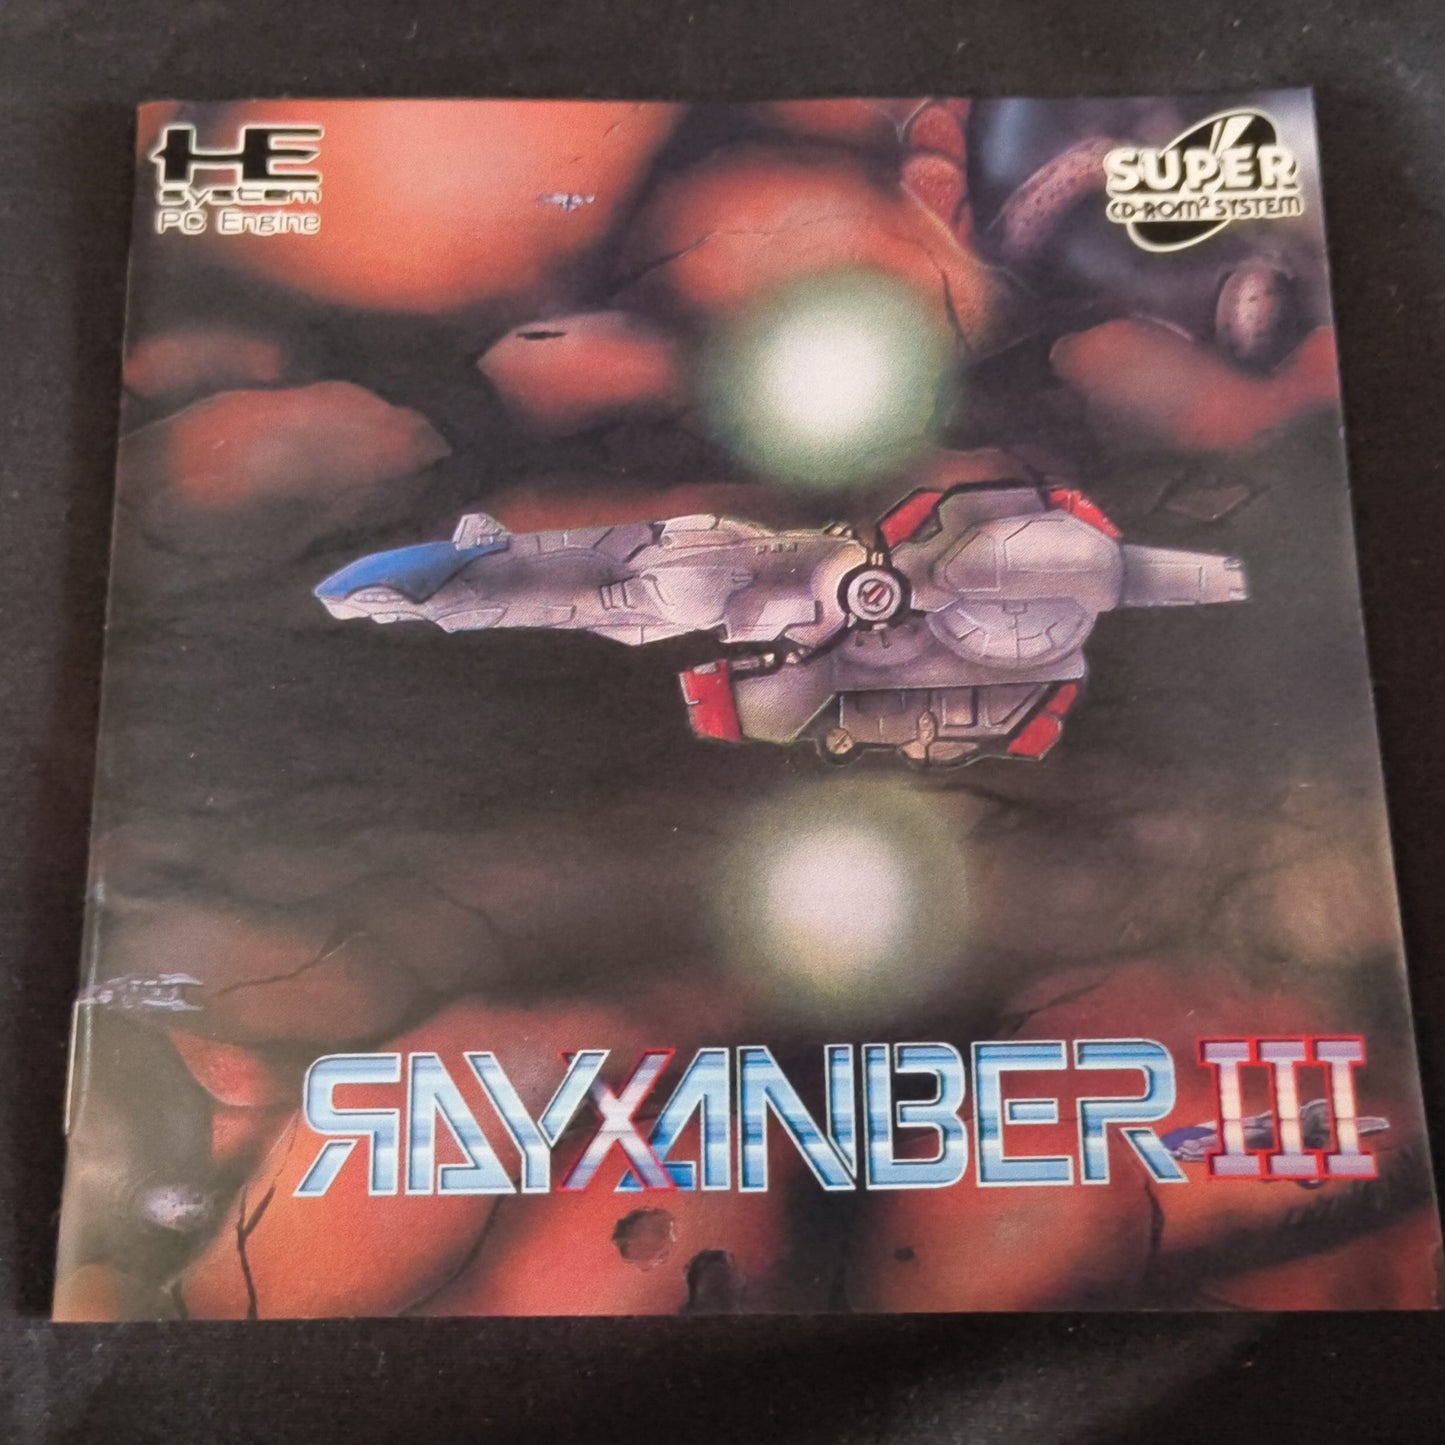 HE
System
PC Engine
SUPER
CD-ROM² SYSTEM
RAYXANBER III